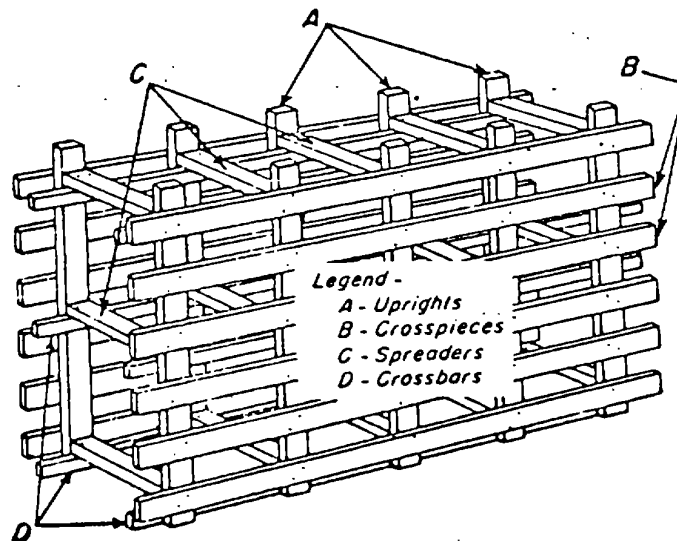 A
C
B
Legend -
A - Uprights
B - Crosspieces
C - Spreaders
D - Crossbars
D